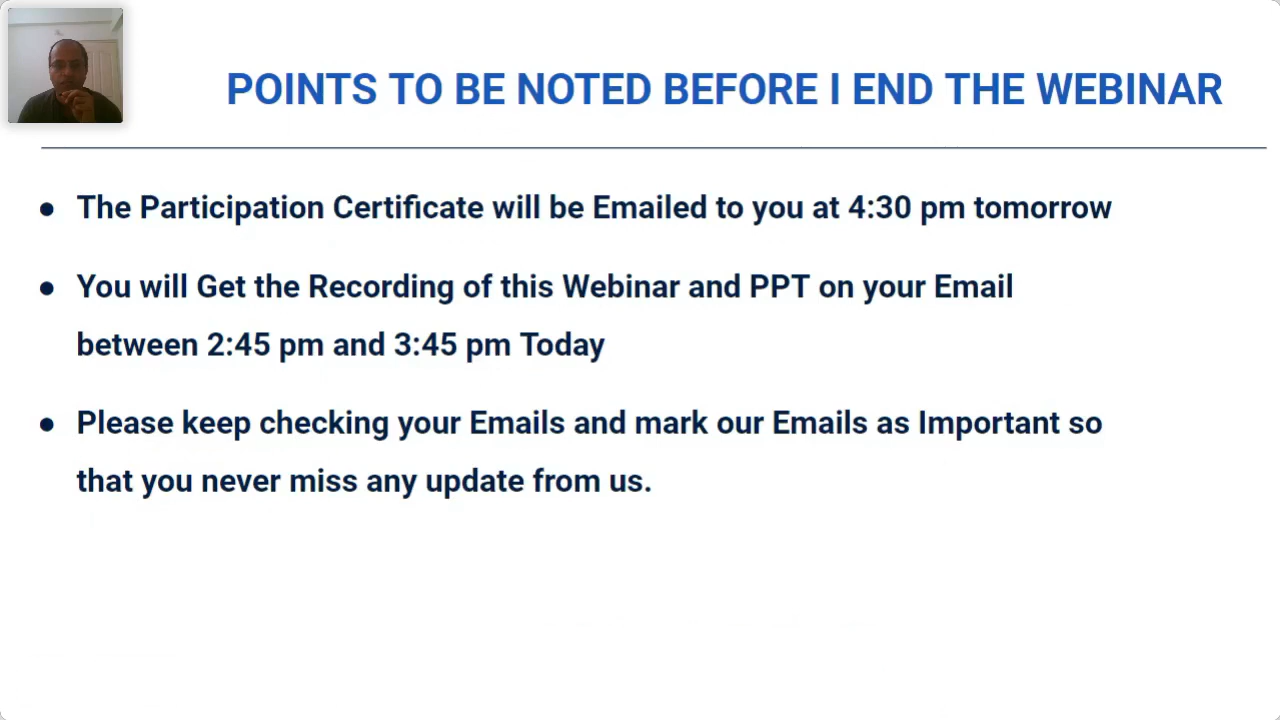 POINTS TO BE NOTED BEFORE I END THE WEBINAR
● The Participation Certificate will be Emailed to you at 4:30 pm tomorrow
● You will Get the Recording of this Webinar and PPT on your Email
between 2:45 pm and 3:45 pm Today
● Please keep checking your Emails and mark our Emails as Important so
that you never miss any update from us.